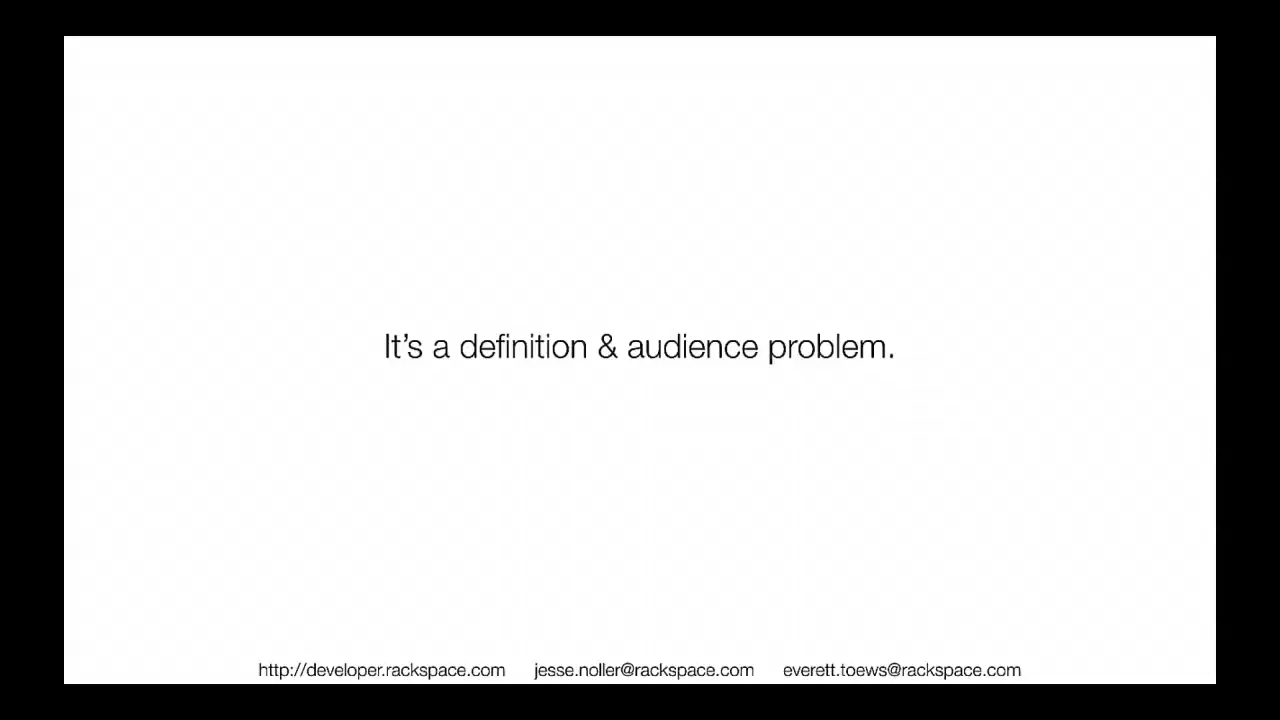 It’s a definition & audience problem.
http://developer.rackspace.com jesse.noller@rackspace.com everett.toews@rackspace.com